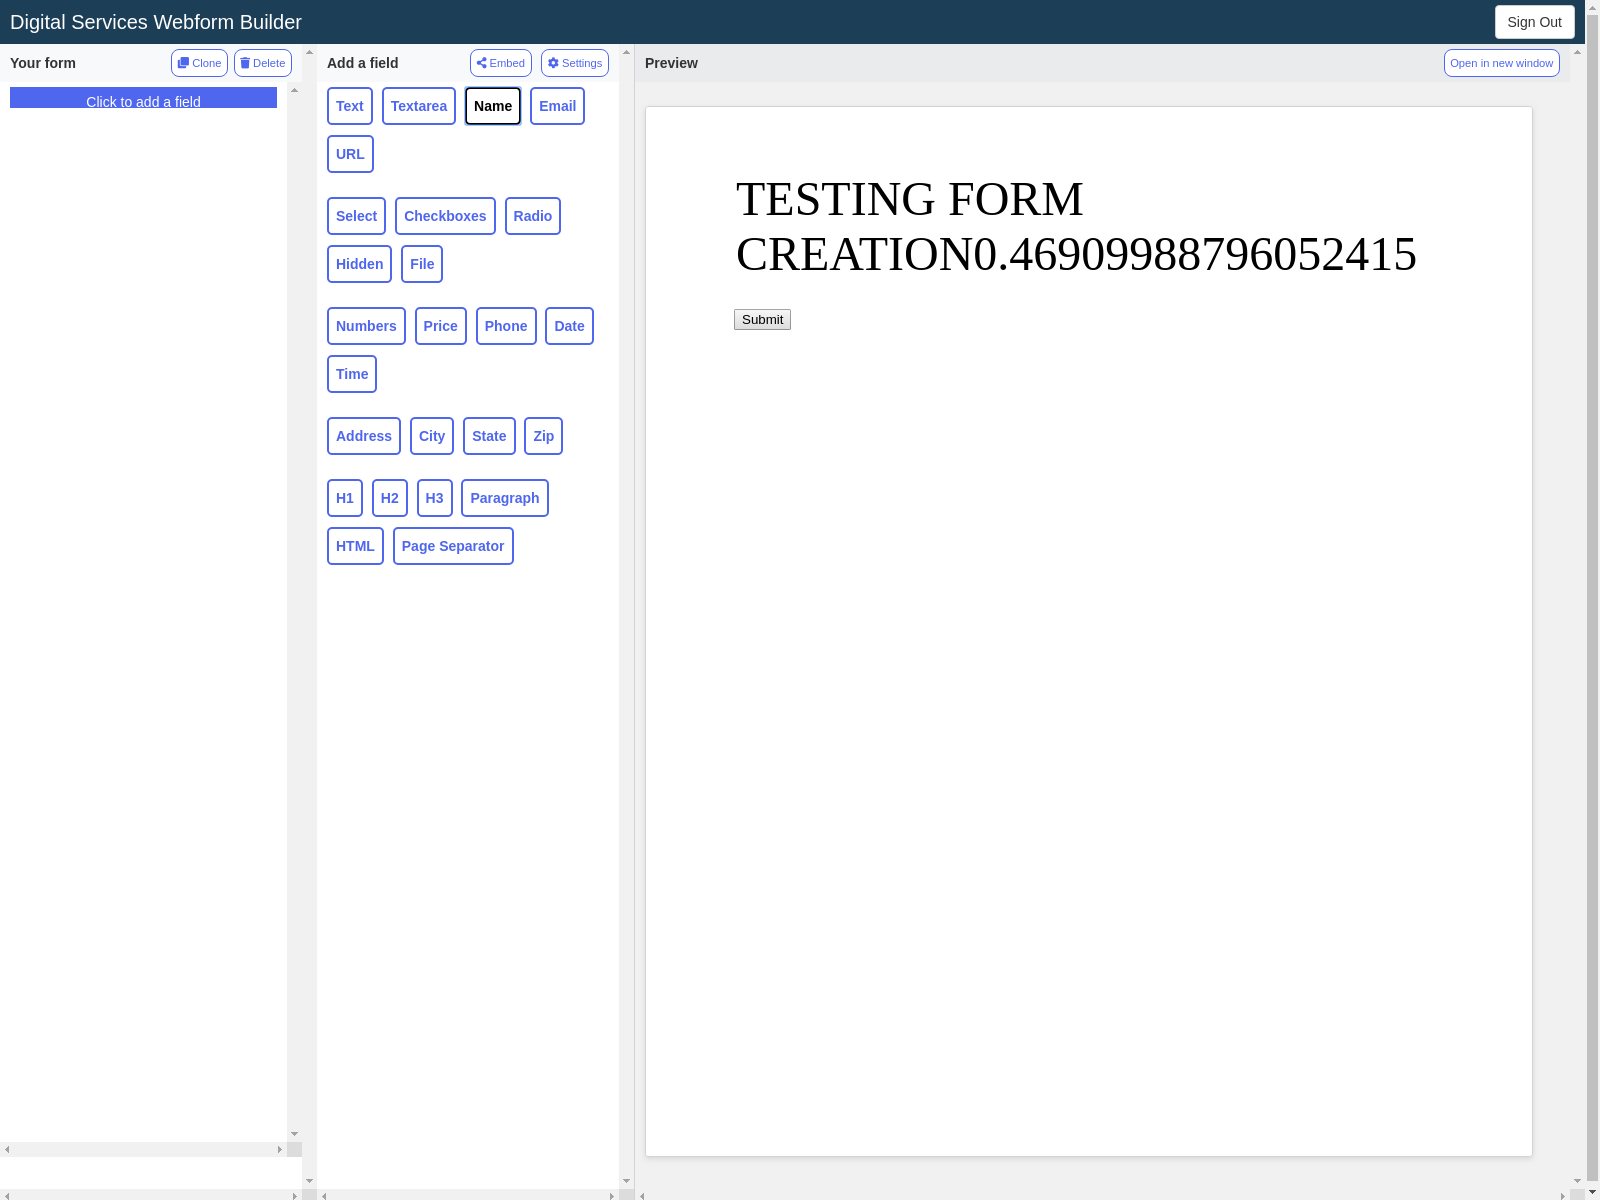 Digital Services Webform Builder
Sign Out
Your form
Clone
Delete
Click to add a field
Add a field
Embed
Settings
Text
Textarea
Name
Email
URL
Select
Checkboxes
Radio
Hidden
File
Numbers
Price
Phone
Date
Time
Address
City
State
Zip
H1
H2
H3
Paragraph
HTML
Page Separator
Preview
Open in new window
TESTING FORM
CREATION0.46909988796052415
Submit